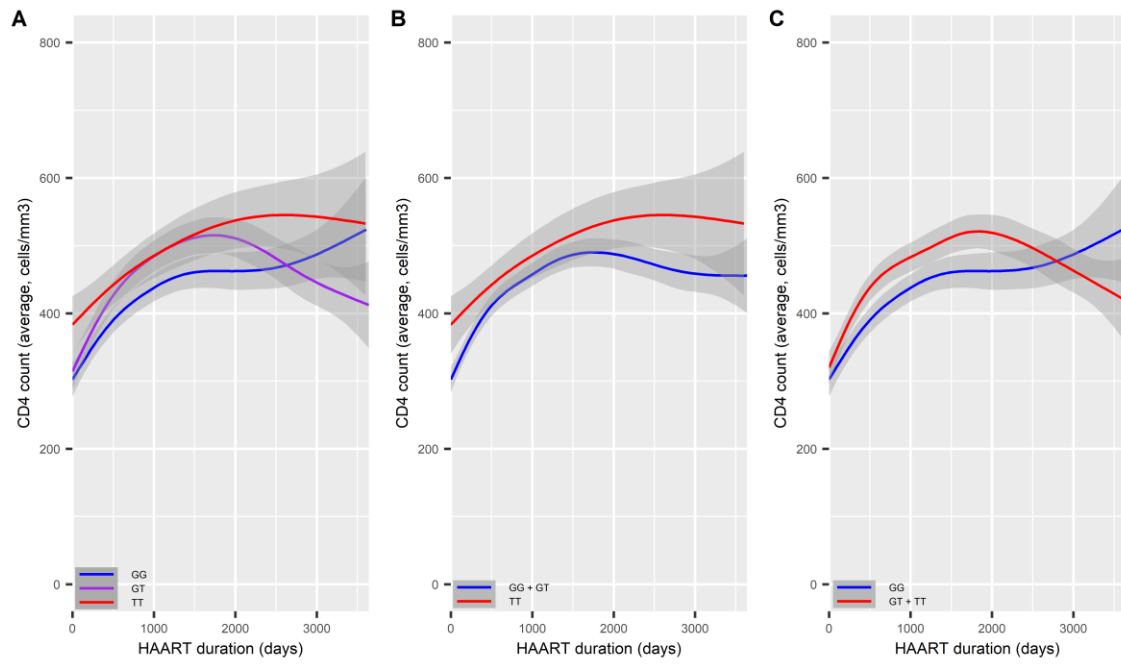 A
CD4 count (average, cells/mm3)
800
600
400
200
0
GG
GT
TT
0 1000 2000 3000
HAART duration (days)
B
CD4 count (average, cells/mm3)
800
600
400
200
0
GG + GT
TT
0 1000 2000 3000
HAART duration (days)
C
CD4 count (average, cells/mm3)
800
600
400
200
0
GG
GT + TT
0 1000 2000 3000
HAART duration (days)